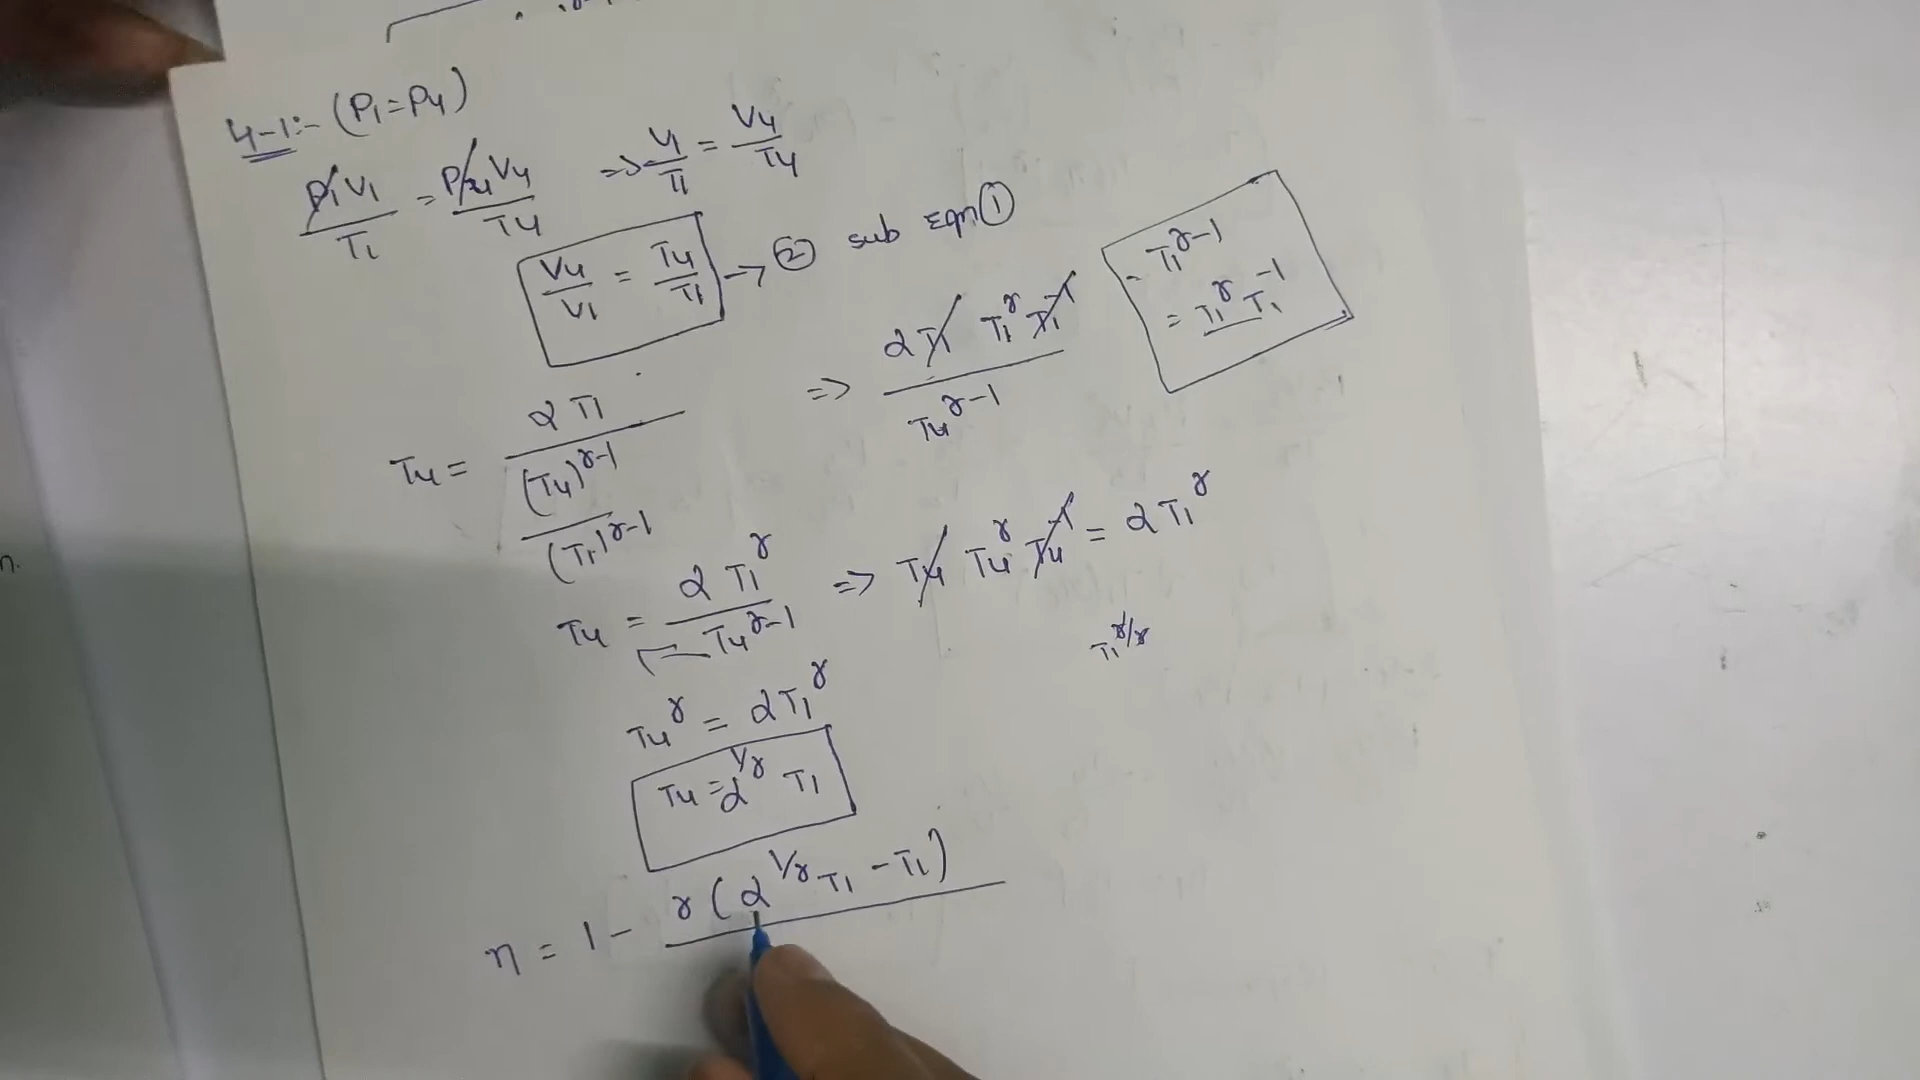 4-1:- (P1=P4)
P1V1/T1 = P4V4/T4 => V1/T1 = V4/T4
V4/V1 = T4/T1 -> ② sub Eqn ①
= T1^γ-1
= T1^γ T1^-1
T4 = αT1/((T4)^γ-1/(T1)^γ-1) => αT1 T1^γ T1^-1/T4^γ-1
T4 = αT1^γ/T4^γ-1 => T4 T4^γ T4^-1 = αT1^γ
T1^γ/γ
T4^γ = αT1^γ
T4 = α^1/γ T1
η = 1 - γ(α^1/γ T1 - T1)
n.